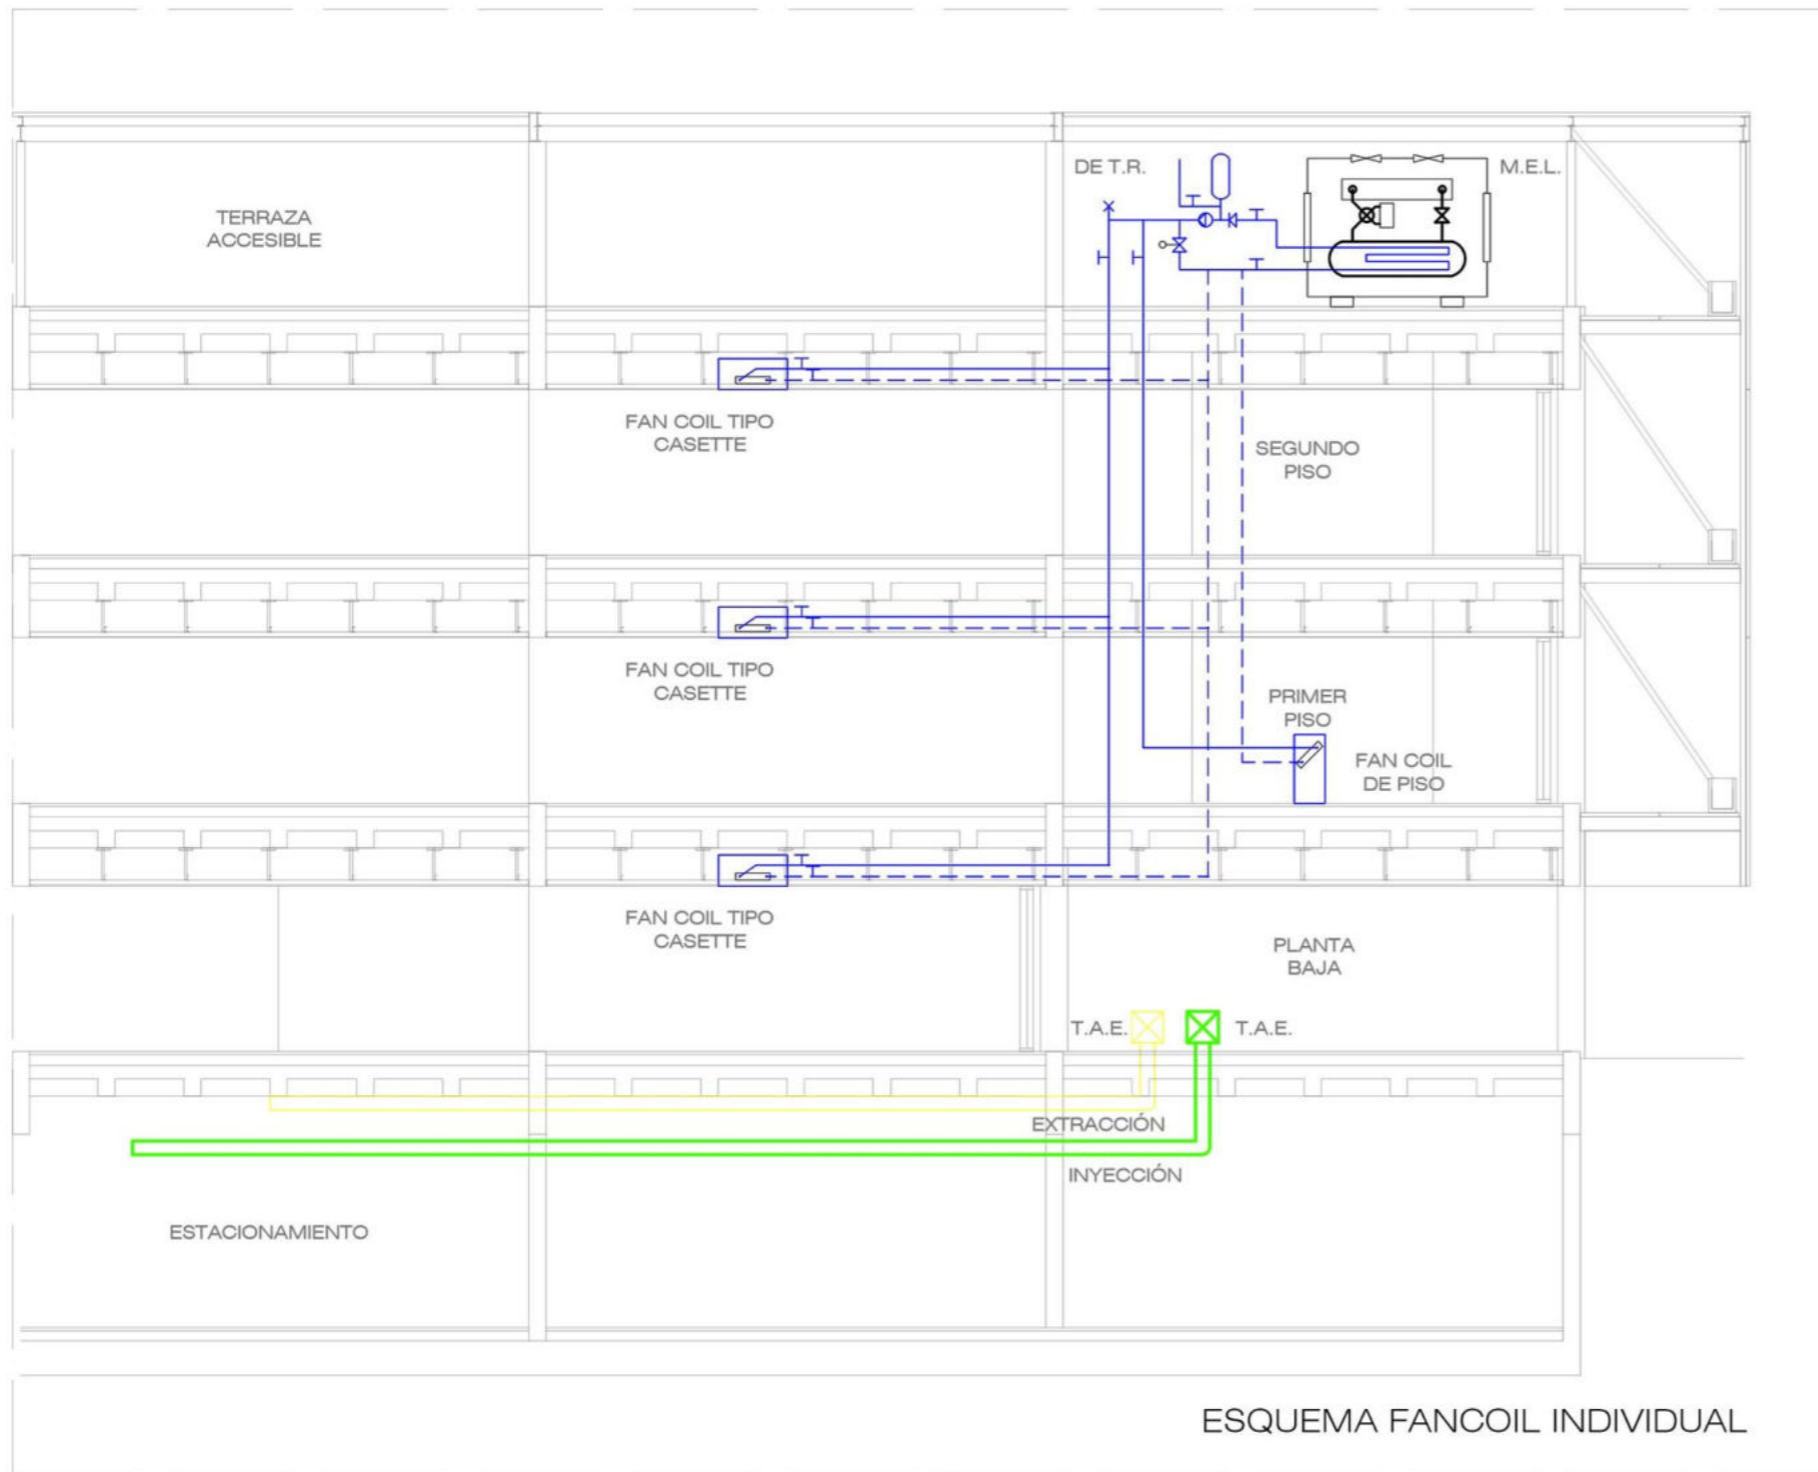 DE T.R.
M.E.L.
TERRAZA
ACCESIBLE
FAN COIL TIPO
CASETTE
SEGUNDO
PISO
FAN COIL TIPO
CASETTE
PRIMER
PISO
FAN COIL
DE PISO
FAN COIL TIPO
CASETTE
PLANTA
BAJA
T.A.E.
T.A.E.
EXTRACCIÓN
INYECCIÓN
ESTACIONAMIENTO
ESQUEMA FANCOIL INDIVIDUAL